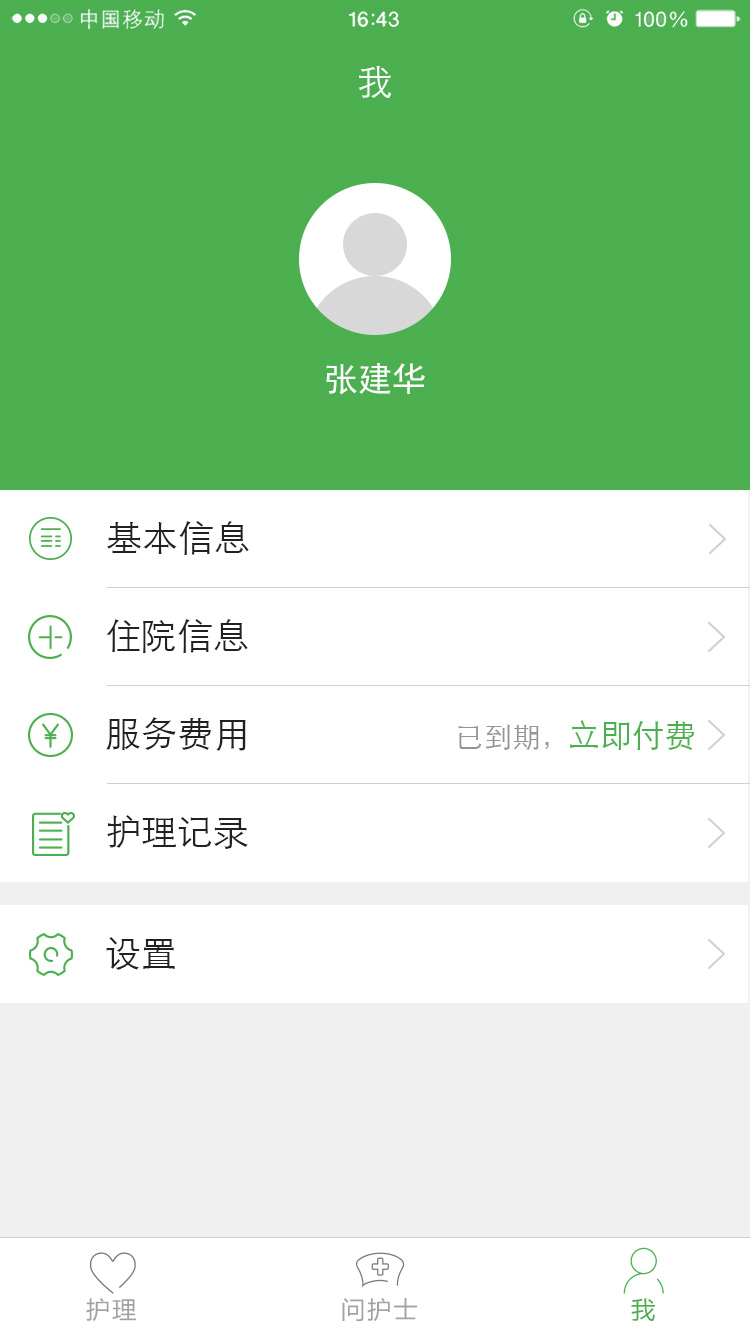 中国移动 16:43 100%
我
张建华
基本信息
住院信息
服务费用 已到期，立即付费
护理记录
设置
护理 问护士 我